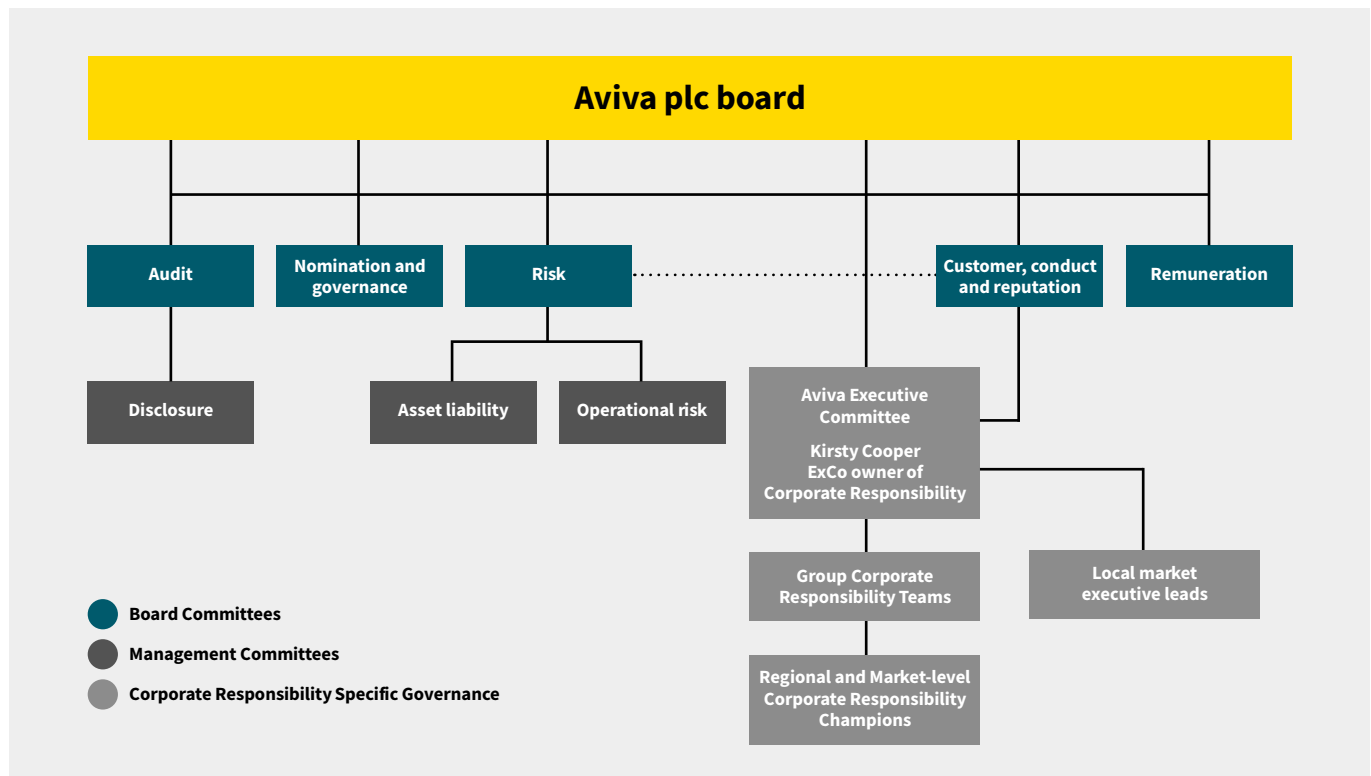 Aviva plc board
Audit
Nomination and
governance
Risk
Customer, conduct
and reputation
Remuneration
Disclosure
Asset liability
Operational risk
Aviva Executive
Committee
Kirsty Cooper
ExCo owner of
Corporate Responsibility
Group Corporate
Responsibility Teams
Local market
executive leads
Regional and Market-level
Corporate Responsibility
Champions
Board Committees
Management Committees
Corporate Responsibility Specific Governance